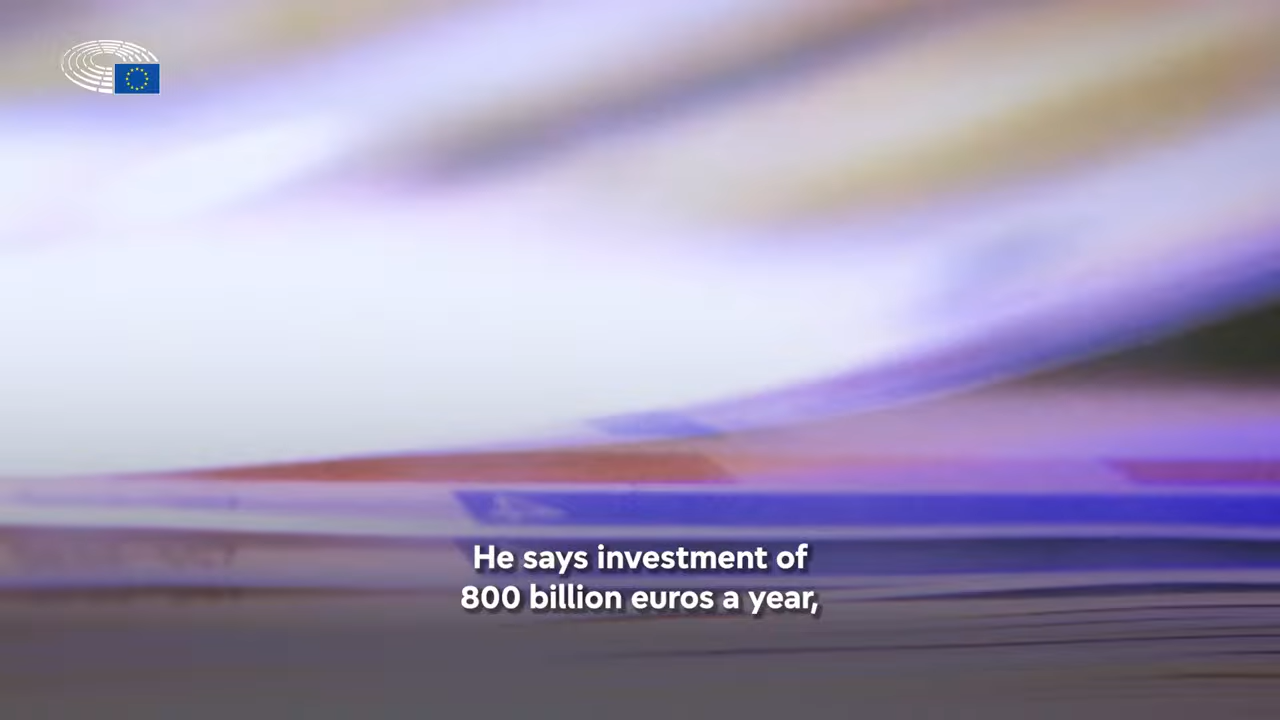 He says investment of
800 billion euros a year,